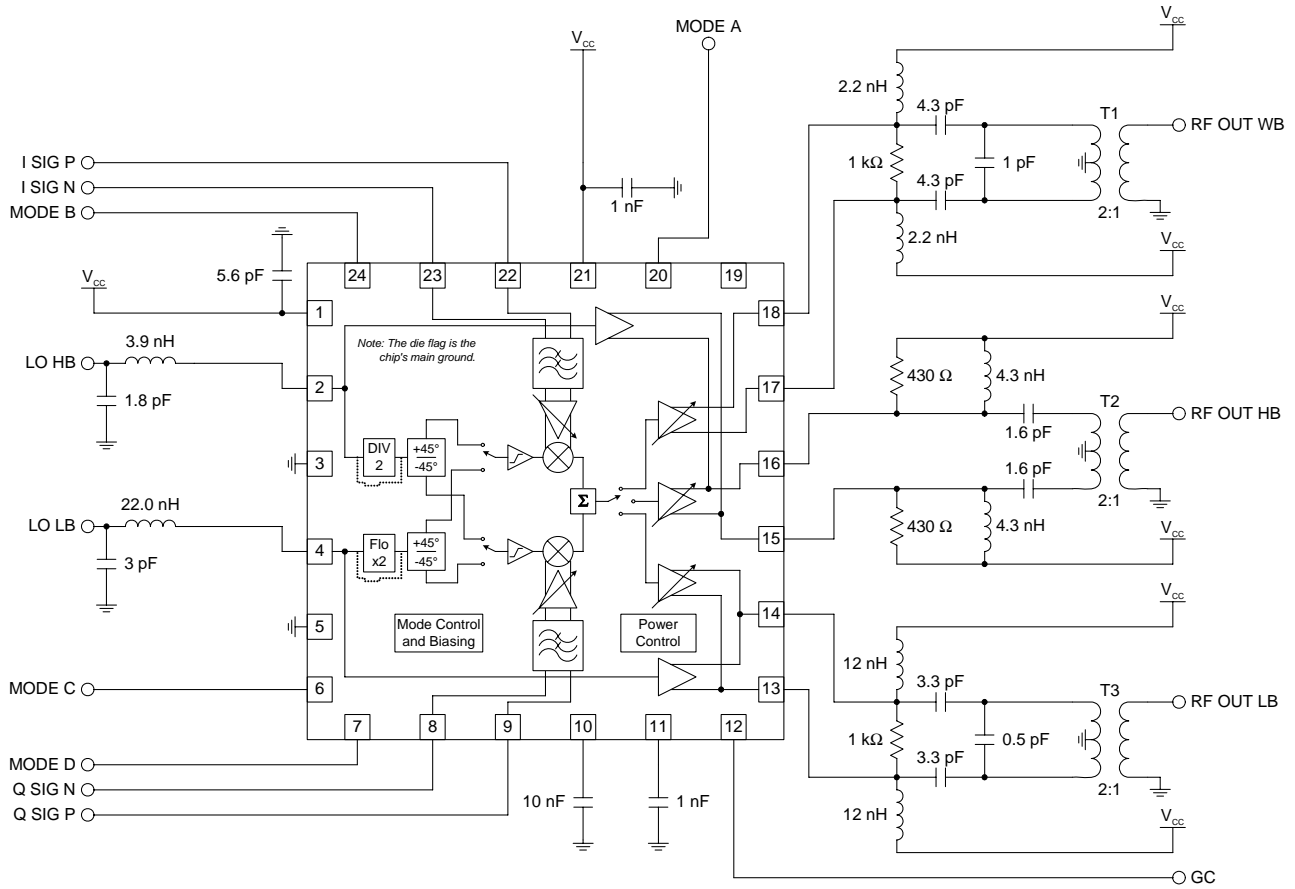 MODE A
VCC
VCC
2.2 nH
4.3 pF
T1
RF OUT WB
1 kΩ
1 pF
4.3 pF
2:1
2.2 nH
VCC
I SIG P
I SIG N
MODE B
1 nF
5.6 pF
VCC
24
23
22
21
20
19
1
18
Note: The die flag is the
chip's main ground.
3.9 nH
LO HB
2
1.8 pF
17
VCC
430 Ω
4.3 nH
T2
RF OUT HB
1.6 pF
DIV
2
+45°
-45°
3
16
1.6 pF
2:1
Σ
22.0 nH
LO LB
4
3 pF
Flo
x2
+45°
-45°
15
430 Ω
4.3 nH
VCC
VCC
5
Mode Control
and Biasing
Power
Control
14
12 nH
3.3 pF
T3
RF OUT LB
MODE C
6
13
1 kΩ
0.5 pF
3.3 pF
2:1
7
8
9
10
11
12
MODE D
Q SIG N
Q SIG P
10 nF
1 nF
12 nH
VCC
GC